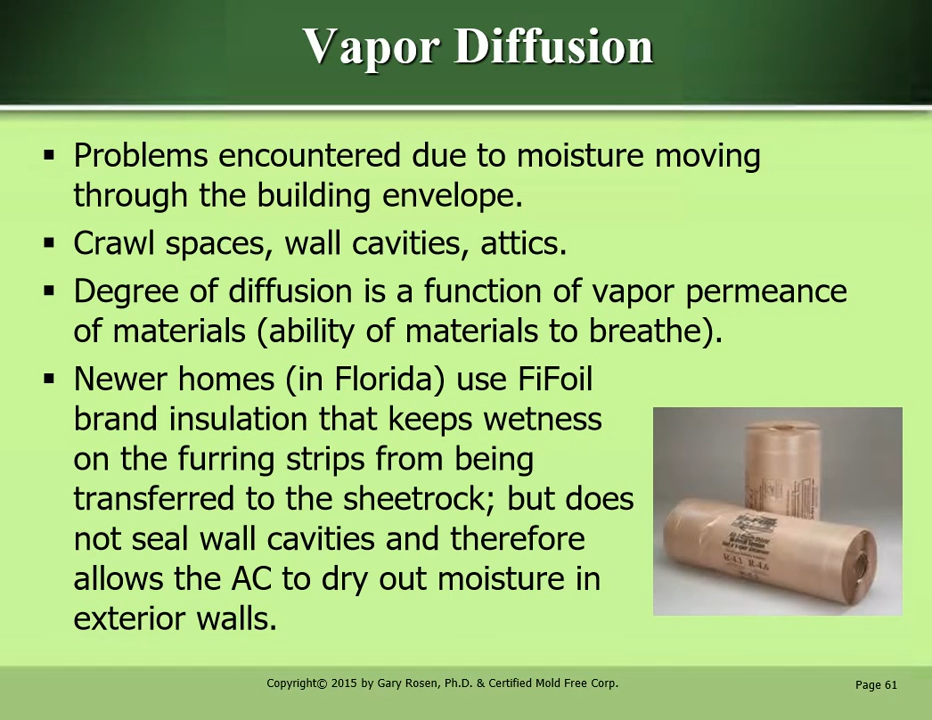 Vapor Diffusion
▪ Problems encountered due to moisture moving
through the building envelope.
▪ Crawl spaces, wall cavities, attics.
▪ Degree of diffusion is a function of vapor permeance
of materials (ability of materials to breathe).
▪ Newer homes (in Florida) use FiFoil
brand insulation that keeps wetness
on the furring strips from being
transferred to the sheetrock; but does
not seal wall cavities and therefore
allows the AC to dry out moisture in
exterior walls.
Copyright© 2015 by Gary Rosen, Ph.D. & Certified Mold Free Corp.
Page 61